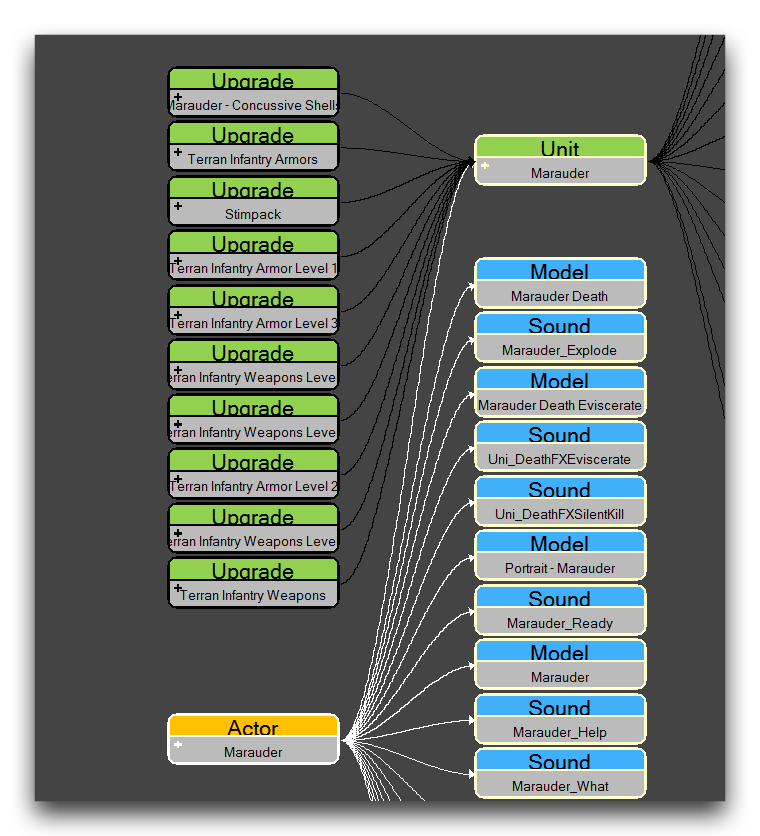 Upgrade
Marauder - Concussive Shells
Upgrade
Terran Infantry Armors
Upgrade
Stimpack
Upgrade
Terran Infantry Armor Level 1
Upgrade
Terran Infantry Armor Level 3
Upgrade
erran Infantry Weapons Leve
Upgrade
erran Infantry Weapons Leve
Upgrade
Terran Infantry Armor Level 2
Upgrade
erran Infantry Weapons Leve
Upgrade
Terran Infantry Weapons
Actor
Marauder
Unit
Marauder
Model
Marauder Death
Sound
Marauder_Explode
Model
Marauder Death Eviscerate
Sound
Uni_DeathFXEviscerate
Sound
Uni_DeathFXSilentKill
Model
Portrait - Marauder
Sound
Marauder_Ready
Model
Marauder
Sound
Marauder_Help
Sound
Marauder_What